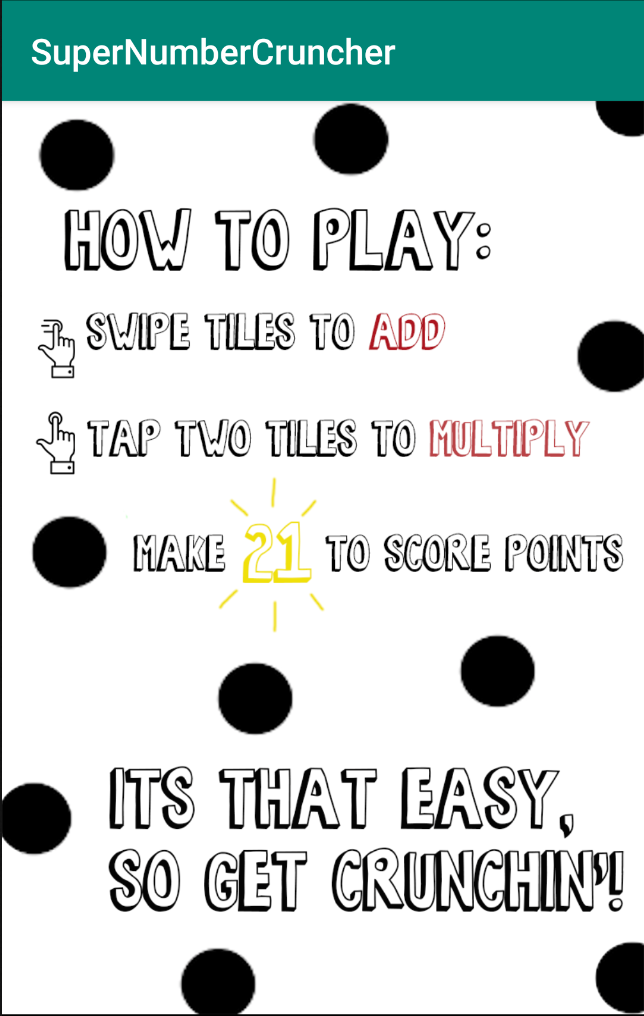 SuperNumberCruncher
HOW TO PLAY:
SWIPE TILES TO ADD
TAP TWO TILES TO MULTIPLY
MAKE 21 TO SCORE POINTS
ITS THAT EASY,
SO GET CRUNCHIN'!